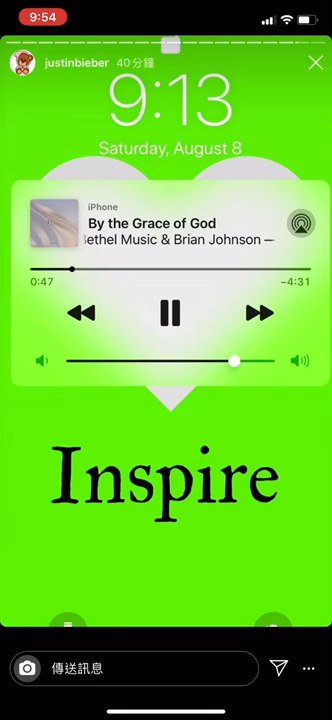 9:54
justinbieber 40分鐘
9:13
Saturday, August 8
iPhone
By the Grace of God
Bethel Music & Brian Johnson —
0:47
−4:31
Inspire
傳送訊息